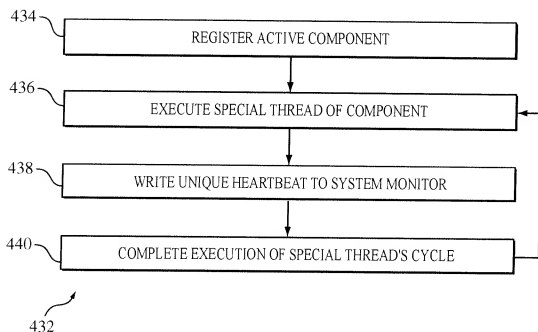 434
REGISTER ACTIVE COMPONENT
436
EXECUTE SPECIAL THREAD OF COMPONENT
438
WRITE UNIQUE HEARTBEAT TO SYSTEM MONITOR
440
COMPLETE EXECUTION OF SPECIAL THREAD'S CYCLE
432